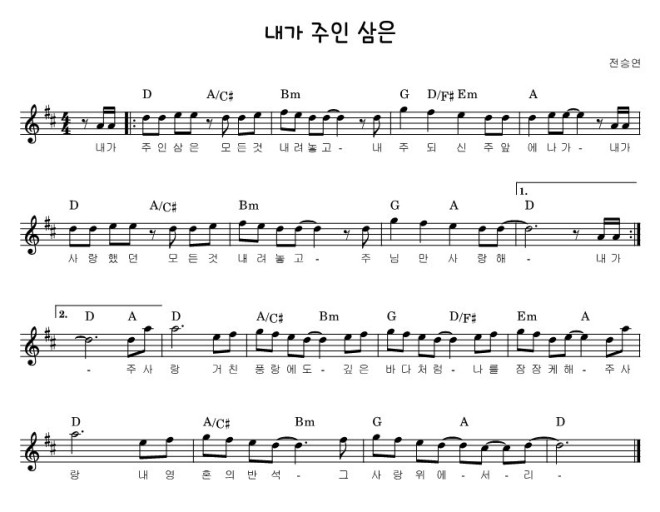 내가 주인 삼은
전승연
D A/C# Bm G D/F# Em A
내가 주인삼은 모든것 내려놓고- 내 주 되 신 주앞 에나가- 내가
D A/C# Bm G A D 1.
사랑했던 모든것 내려놓고- 주 님 만 사랑해 - 내가
2. D A D A/C# Bm G D/F# Em A
- 주사 랑 거친 풍랑에도- 깊은 바다처럼- 나를 잠잠케해- 주사
D A/C# Bm G A D
랑 내영 혼의반석- 그 사랑위에-서-리-